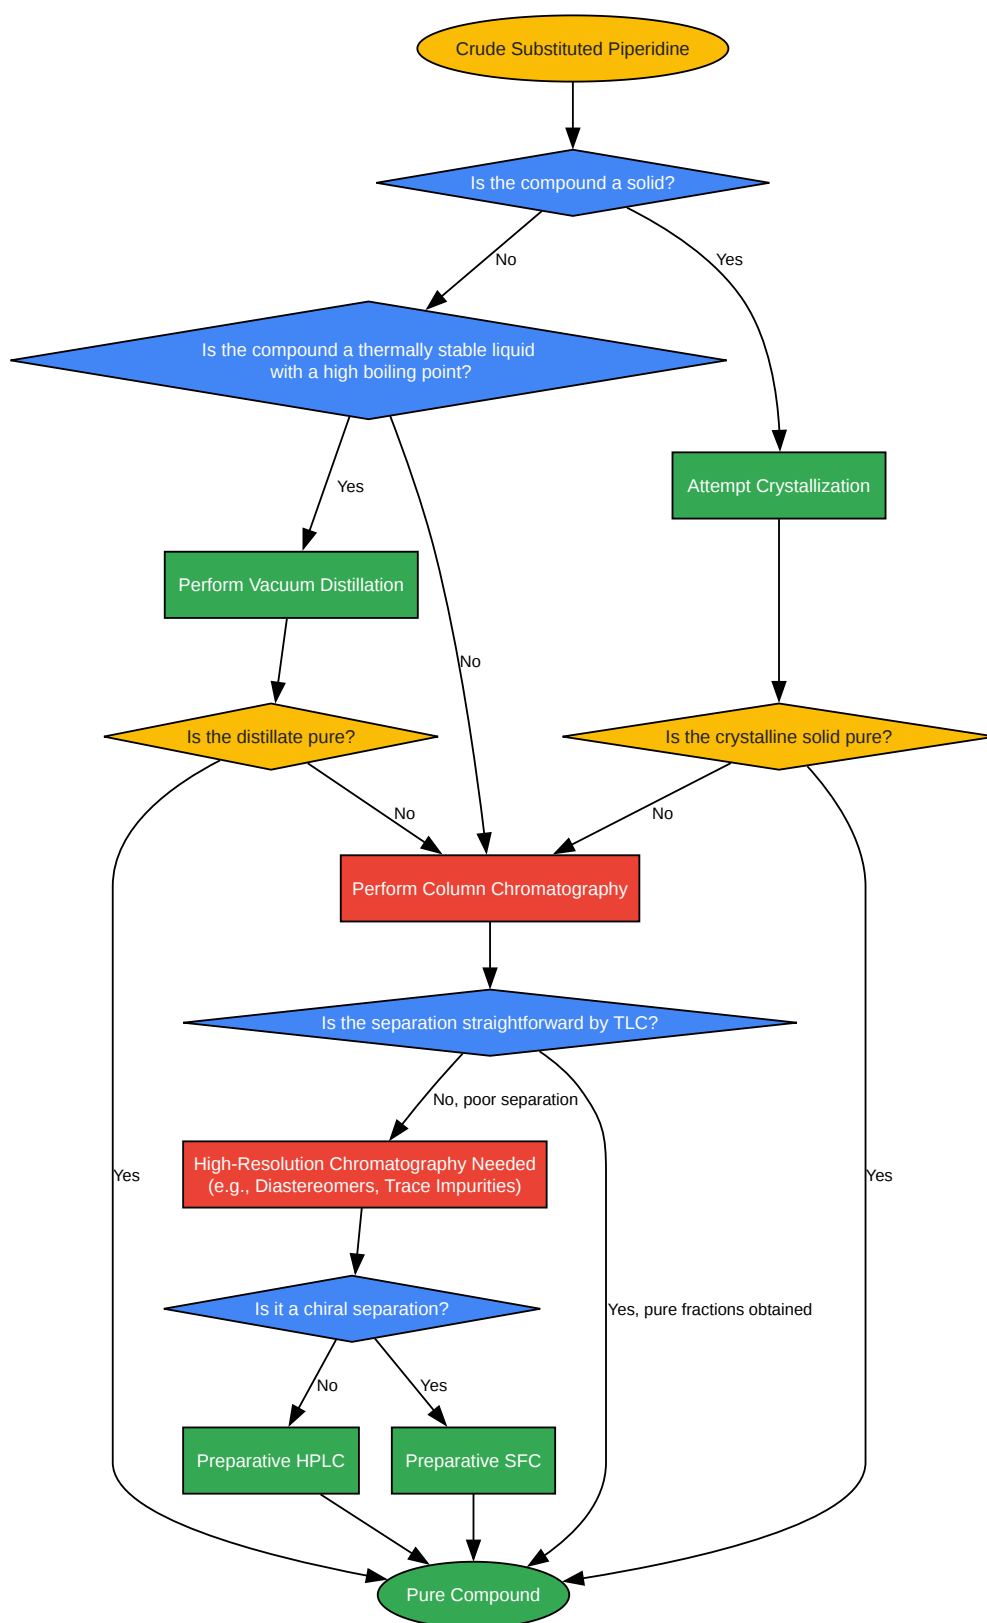 Crude Substituted Piperidine
Is the compound a solid?
No
Yes
Is the compound a thermally stable liquid
with a high boiling point?
Yes
Attempt Crystallization
Perform Vacuum Distillation
No
Is the distillate pure?
Is the crystalline solid pure?
No
No
Perform Column Chromatography
Is the separation straightforward by TLC?
No, poor separation
High-Resolution Chromatography Needed
(e.g., Diastereomers, Trace Impurities)
Yes
Yes
Is it a chiral separation?
Yes, pure fractions obtained
No
Yes
Preparative HPLC
Preparative SFC
Pure Compound